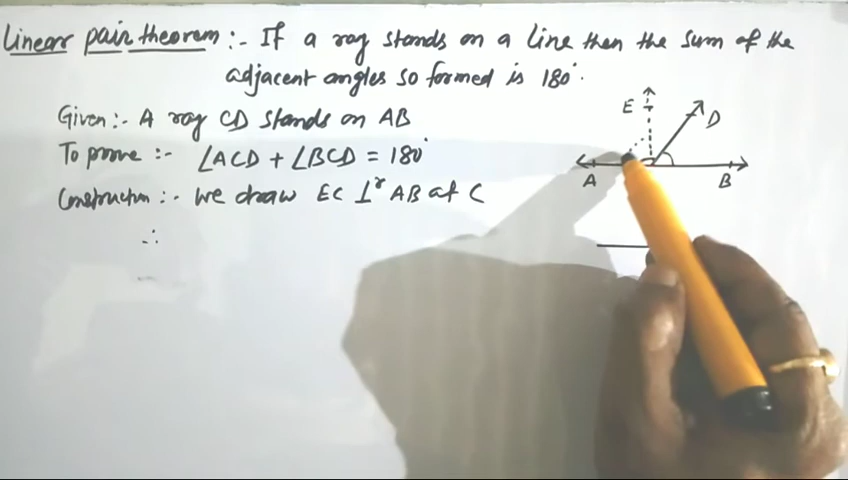 Linear pair theorem :- If a ray stands on a line then the sum of the
adjacent angles so formed is 180°.
Given :- A ray CD stands on AB
To prove :- ∠ACD + ∠BCD = 180°
Construction :- We draw EC ⊥r AB at C
∴
E
D
A
B